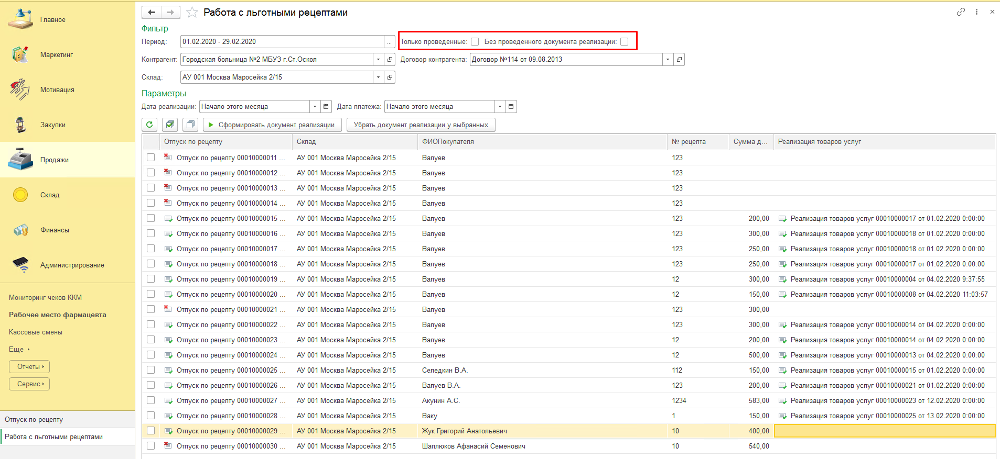 Главное
Маркетинг
Мотивация
Закупки
Продажи
Склад
Финансы
Администрирование
Мониторинг чеков ККМ
Рабочее место фармацевта
Кассовые смены
Еще
Отчеты
Сервис
Отпуск по рецепту
Работа с льготными рецептами
Работа с льготными рецептами
Фильтр
Период: 01.02.2020 - 29.02.2020 ... Только проведенные: Без проведенного документа реализации:
Контрагент: Городская больница №2 МБУЗ г.Ст.Оскол Договор контрагента: Договор №114 от 09.08.2013
Склад: АУ 001 Москва Маросейка 2/15
Параметры
Дата реализации: Начало этого месяца Дата платежа: Начало этого месяца
Сформировать документ реализации Убрать документ реализации у выбранных
Отпуск по рецепту Склад ФИОПокупателя № рецепта Сумма д... Реализация товаров услуг
Отпуск по рецепту 00010000011 ... АУ 001 Москва Маросейка 2/15 Валуев 123
Отпуск по рецепту 00010000012 ... АУ 001 Москва Маросейка 2/15 Валуев 123
Отпуск по рецепту 00010000013 ... АУ 001 Москва Маросейка 2/15 Валуев 123
Отпуск по рецепту 00010000014 ... АУ 001 Москва Маросейка 2/15 Валуев 123
Отпуск по рецепту 00010000015 ... АУ 001 Москва Маросейка 2/15 Валуев 123 200,00 Реализация товаров услуг 00010000017 от 01.02.2020 0:00:00
Отпуск по рецепту 00010000016 ... АУ 001 Москва Маросейка 2/15 Валуев 123 300,00 Реализация товаров услуг 00010000018 от 01.02.2020 0:00:00
Отпуск по рецепту 00010000017 ... АУ 001 Москва Маросейка 2/15 Валуев 123 250,00 Реализация товаров услуг 00010000018 от 01.02.2020 0:00:00
Отпуск по рецепту 00010000018 ... АУ 001 Москва Маросейка 2/15 Валуев 123 250,00 Реализация товаров услуг 00010000017 от 01.02.2020 0:00:00
Отпуск по рецепту 00010000019 ... АУ 001 Москва Маросейка 2/15 Валуев 12 300,00 Реализация товаров услуг 00010000004 от 04.02.2020 9:37:55
Отпуск по рецепту 00010000020 ... АУ 001 Москва Маросейка 2/15 Валуев 12 150,00 Реализация товаров услуг 00010000008 от 04.02.2020 11:03:57
Отпуск по рецепту 00010000021 ... АУ 001 Москва Маросейка 2/15 Валуев 123 300,00
Отпуск по рецепту 00010000022 ... АУ 001 Москва Маросейка 2/15 Валуев 123 300,00 Реализация товаров услуг 00010000014 от 04.02.2020 0:00:00
Отпуск по рецепту 00010000023 ... АУ 001 Москва Маросейка 2/15 Валуев 12 200,00 Реализация товаров услуг 00010000014 от 04.02.2020 0:00:00
Отпуск по рецепту 00010000024 ... АУ 001 Москва Маросейка 2/15 Валуев 12 500,00 Реализация товаров услуг 00010000013 от 04.02.2020 0:00:00
Отпуск по рецепту 00010000025 ... АУ 001 Москва Маросейка 2/15 Селедкин В.А. 112 150,00 Реализация товаров услуг 00010000015 от 01.02.2020 0:00:00
Отпуск по рецепту 00010000026 ... АУ 001 Москва Маросейка 2/15 Валуев В.А. 123 200,00 Реализация товаров услуг 00010000021 от 01.02.2020 0:00:00
Отпуск по рецепту 00010000027 ... АУ 001 Москва Маросейка 2/15 Акунин А.С. 1234 583,00 Реализация товаров услуг 00010000023 от 12.02.2020 0:00:00
Отпуск по рецепту 00010000028 ... АУ 001 Москва Маросейка 2/15 Ваку 1 150,00 Реализация товаров услуг 00010000025 от 13.02.2020 0:00:00
Отпуск по рецепту 00010000029 ... АУ 001 Москва Маросейка 2/15 Жук Григорий Анатольевич 10 400,00
Отпуск по рецепту 00010000030 ... АУ 001 Москва Маросейка 2/15 Шаплюков Афанасий Семенович 10 540,00